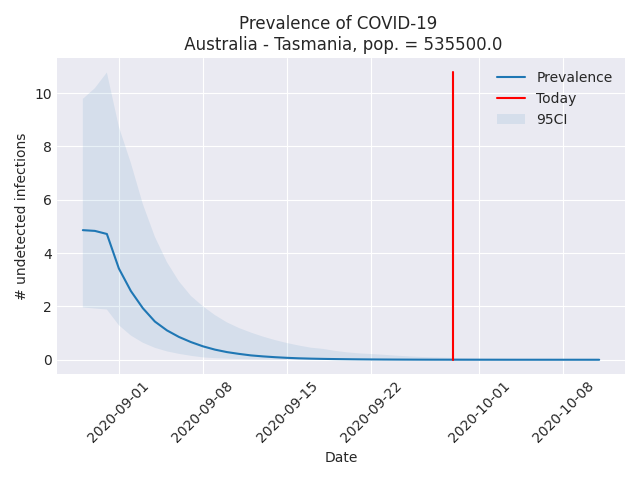 Prevalence of COVID-19
Australia - Tasmania, pop. = 535500.0
Prevalence
Today
95CI
# undetected infections
10
8
6
4
2
0
2020-09-01
2020-09-08
2020-09-15
2020-09-22
2020-10-01
2020-10-08
Date